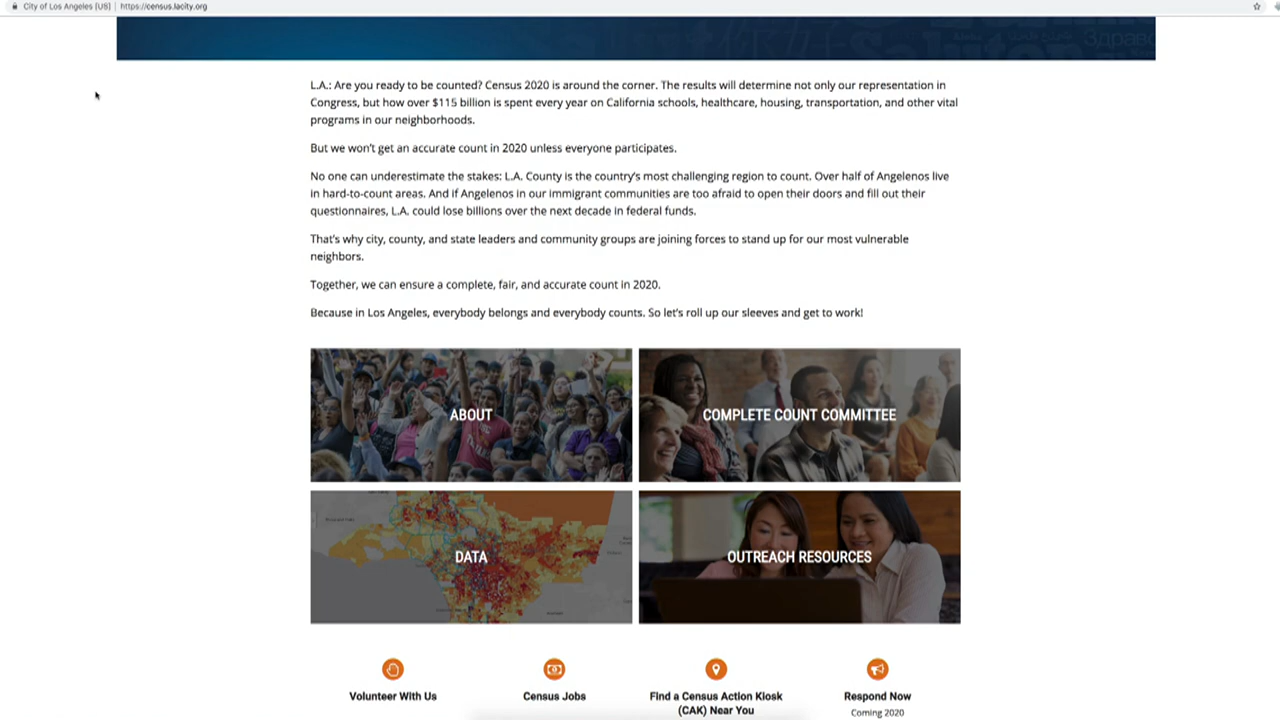 City of Los Angeles [US] | https://census.lacity.org
L.A.: Are you ready to be counted? Census 2020 is around the corner. The results will determine not only our representation in
Congress, but how over $115 billion is spent every year on California schools, healthcare, housing, transportation, and other vital
programs in our neighborhoods.
But we won't get an accurate count in 2020 unless everyone participates.
No one can underestimate the stakes: L.A. County is the country's most challenging region to count. Over half of Angelenos live
in hard-to-count areas. And if Angelenos in our immigrant communities are too afraid to open their doors and fill out their
questionnaires, L.A. could lose billions over the next decade in federal funds.
That's why city, county, and state leaders and community groups are joining forces to stand up for our most vulnerable
neighbors.
Together, we can ensure a complete, fair, and accurate count in 2020.
Because in Los Angeles, everybody belongs and everybody counts. So let's roll up our sleeves and get to work!
ABOUT
COMPLETE COUNT COMMITTEE
DATA
OUTREACH RESOURCES
Volunteer With Us
Census Jobs
Find a Census Action Kiosk
(CAK) Near You
Respond Now
Coming 2020